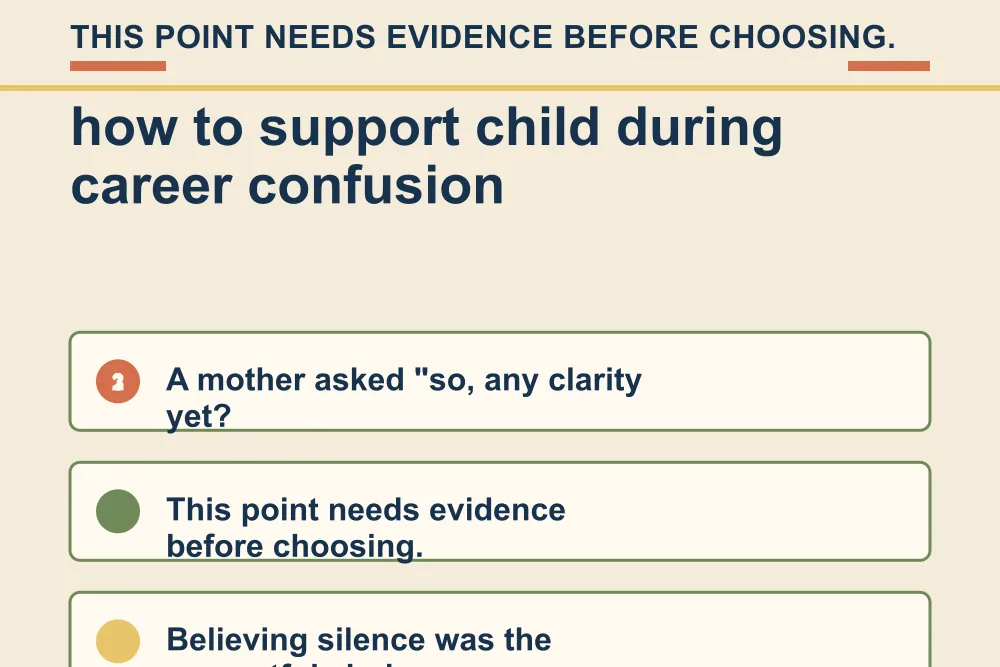 THIS POINT NEEDS EVIDENCE BEFORE CHOOSING.
how to support child during
career confusion
A mother asked "so, any clarity
yet?
This point needs evidence
before choosing.
Believing silence was the